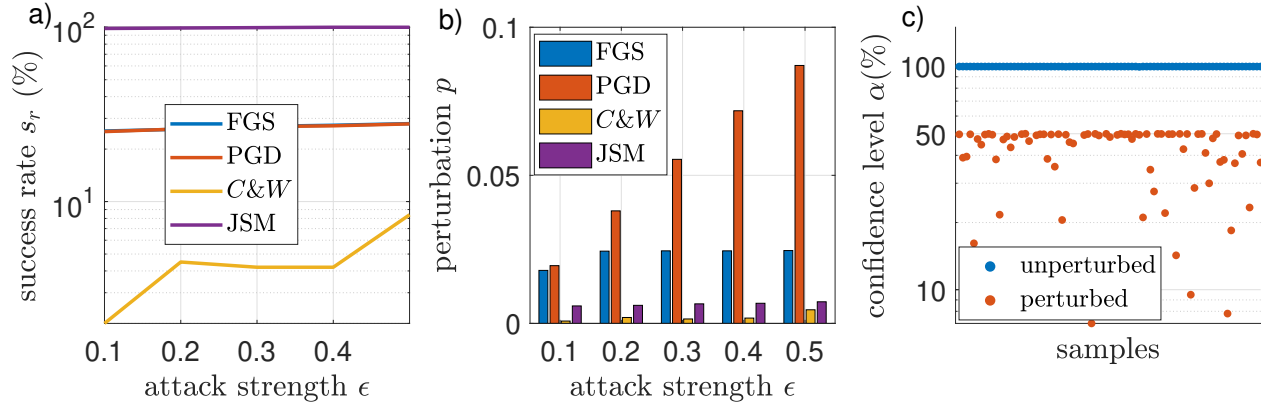 a)
10^2
10^1
success rate s_r (%)
FGS
PGD
C&W
JSM
0.1 0.2 0.3 0.4
attack strength ϵ
b)
0.1
0.05
0
perturbation p
FGS
PGD
C&W
JSM
0.1 0.2 0.3 0.4 0.5
attack strength ϵ
c)
100
50
10
confidence level α(%)
unperturbed
perturbed
samples